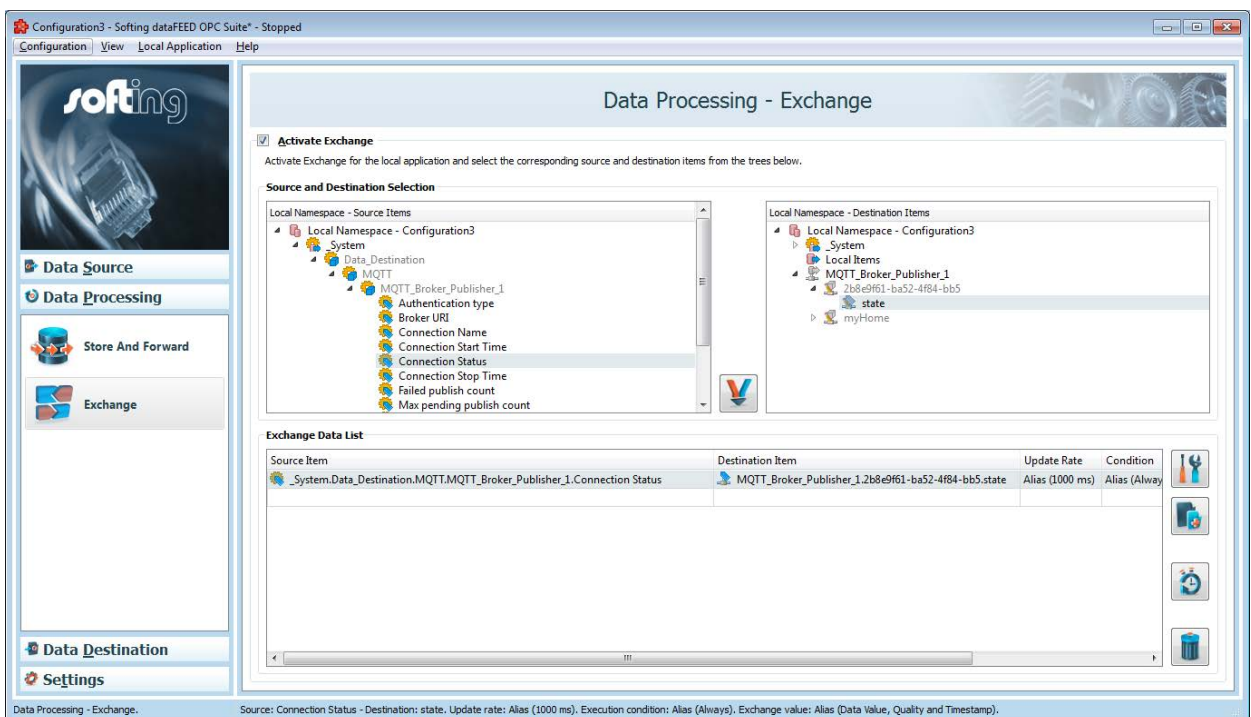 Configuration3 - Softing dataFEED OPC Suite* - Stopped
Configuration View Local Application Help
softing
Data Source
Data Processing
Store And Forward
Exchange
Data Destination
Settings
Data Processing - Exchange
Activate Exchange
Activate Exchange for the local application and select the corresponding source and destination items from the trees below.
Source and Destination Selection
Local Namespace - Source Items
Local Namespace - Configuration3
_System
Data_Destination
MQTT
MQTT_Broker_Publisher_1
Authentication type
Broker URI
Connection Name
Connection Start Time
Connection Status
Connection Stop Time
Failed publish count
Max pending publish count
Local Namespace - Destination Items
Local Namespace - Configuration3
_System
Local Items
MQTT_Broker_Publisher_1
2b8e9f61-ba52-4f84-bb5
state
myHome
Exchange Data List
Source Item Destination Item Update Rate Condition
_System.Data_Destination.MQTT.MQTT_Broker_Publisher_1.Connection Status MQTT_Broker_Publisher_1.2b8e9f61-ba52-4f84-bb5.state Alias (1000 ms) Alias (Alway
Data Processing - Exchange. Source: Connection Status - Destination: state. Update rate: Alias (1000 ms). Execution condition: Alias (Always). Exchange value: Alias (Data Value, Quality and Timestamp).